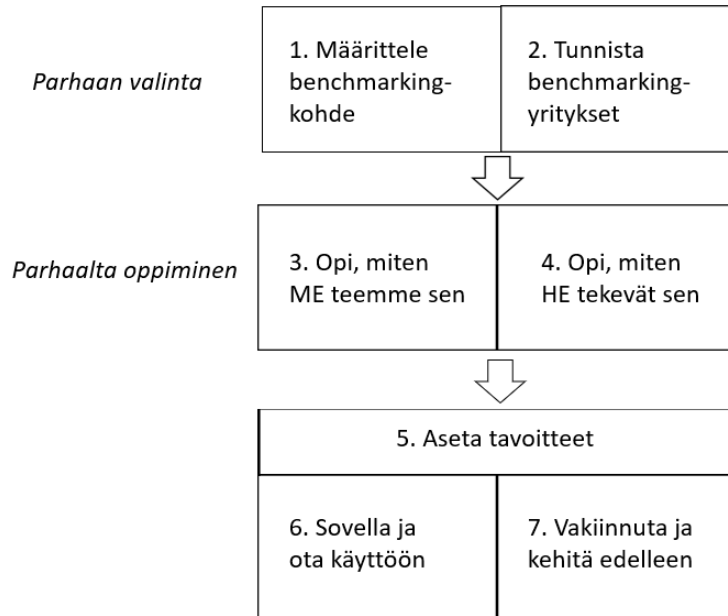 Parhaan valinta
1. Määrittele
benchmarking-
kohde
2. Tunnista
benchmarking-
yritykset
Parhaalta oppiminen
3. Opi, miten
ME teemme sen
4. Opi, miten
HE tekevät sen
5. Aseta tavoitteet
6. Sovella ja
ota käyttöön
7. Vakiinnuta ja
kehitä edelleen